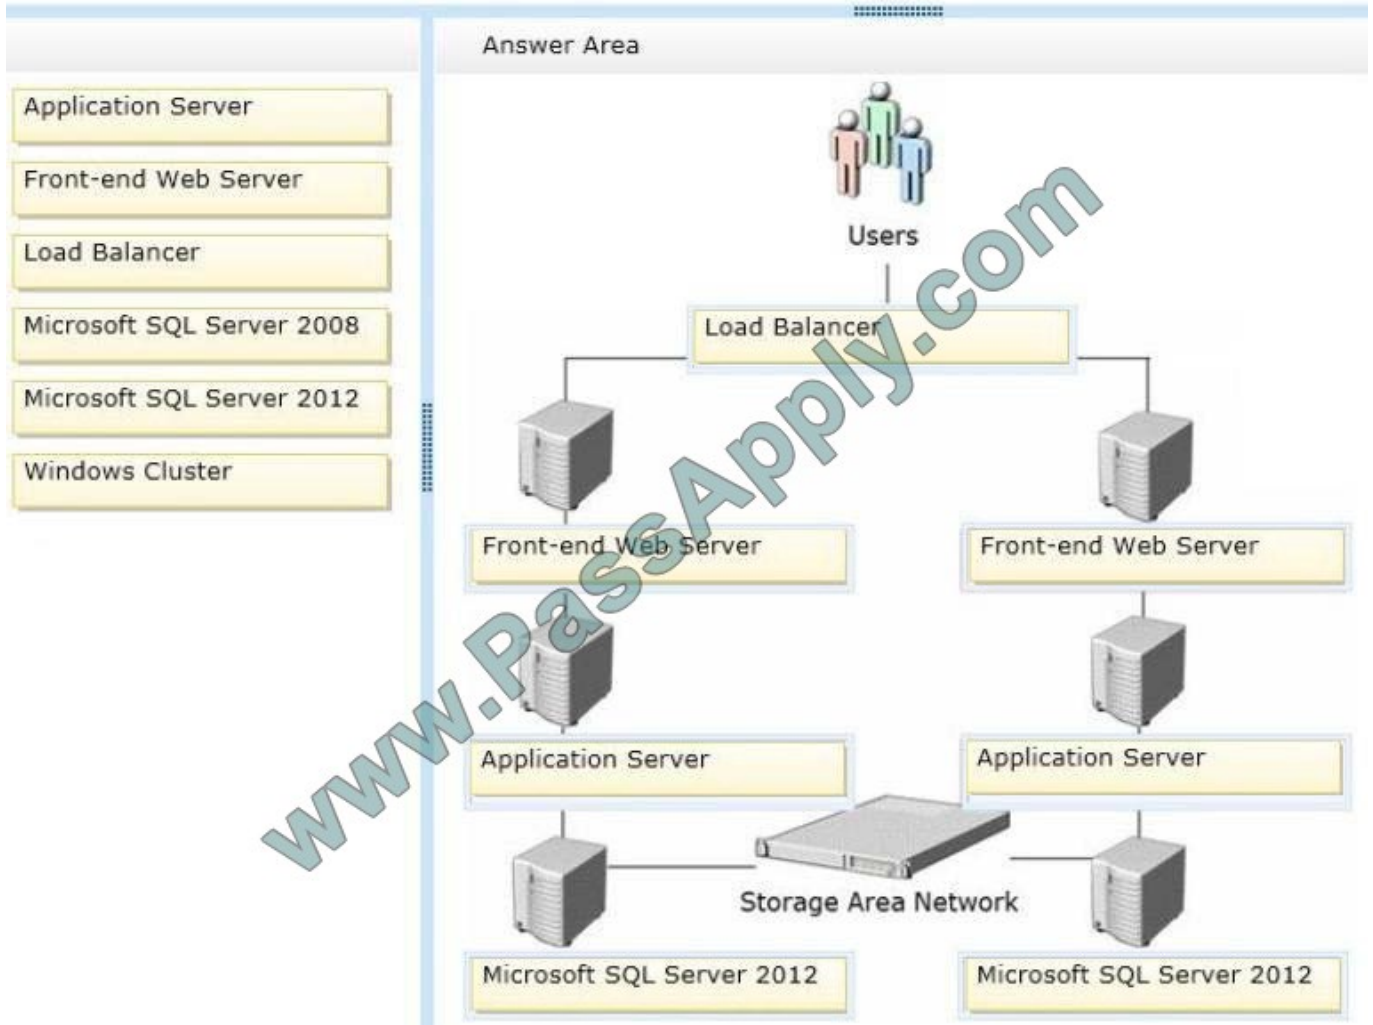 Answer Area
Application Server
Front-end Web Server
Load Balancer
Microsoft SQL Server 2008
Microsoft SQL Server 2012
Windows Cluster
Users
Load Balancer
Front-end Web Server
Front-end Web Server
Application Server
Application Server
Storage Area Network
Microsoft SQL Server 2012
Microsoft SQL Server 2012
www.PassApply.com